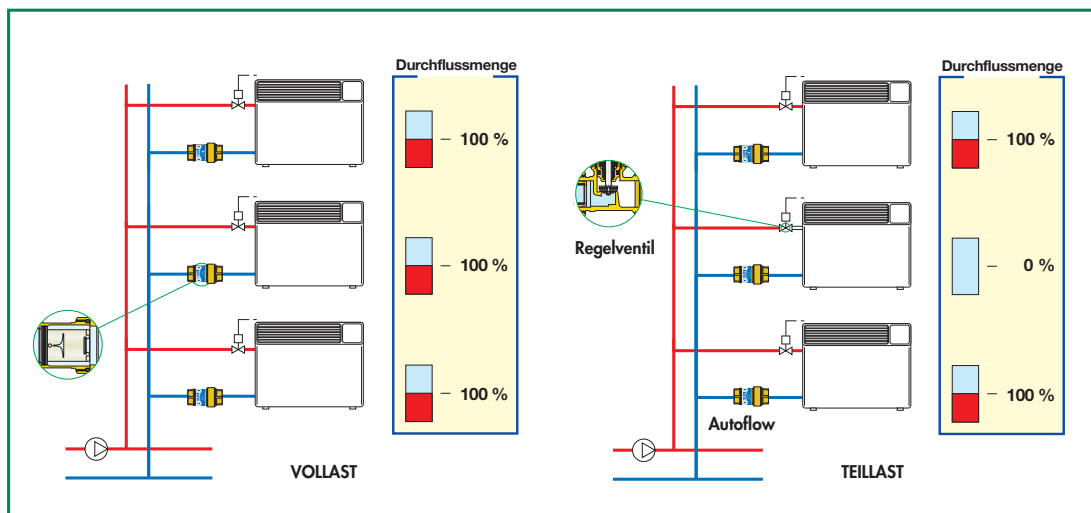 Durchflussmenge
100 %
100 %
100 %
VOLLAST
Durchflussmenge
100 %
Regelventil
0 %
100 %
Autoflow
TEILLAST